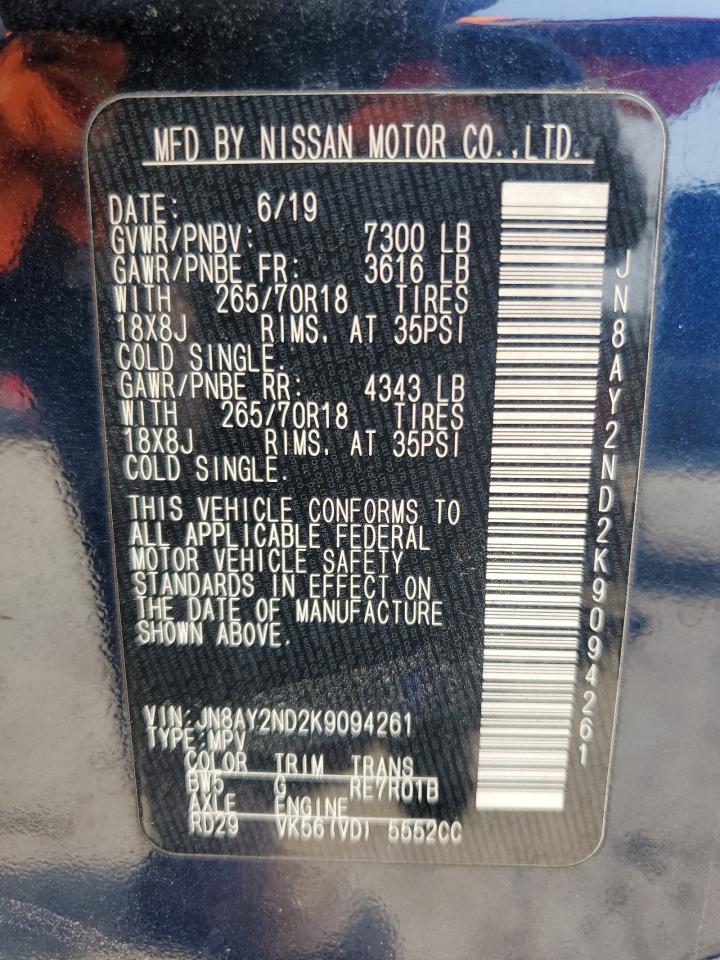 MFD BY NISSAN MOTOR CO.,LTD.
DATE: 6/19
GVWR/PNBV: 7300 LB
GAWR/PNBE FR: 3616 LB
WITH 265/70R18 TIRES
18X8J RIMS, AT 35PSI
COLD SINGLE.
GAWR/PNBE RR: 4343 LB
WITH 265/70R18 TIRES
18X8J RIMS, AT 35PSI
COLD SINGLE.
THIS VEHICLE CONFORMS TO
ALL APPLICABLE FEDERAL
MOTOR VEHICLE SAFETY
STANDARDS IN EFFECT ON
THE DATE OF MANUFACTURE
SHOWN ABOVE.
VIN:JN8AY2ND2K9094261
TYPE:MPV
COLOR TRIM TRANS
BW5 G RE7R01B
AXLE ENGINE
RD29 VK56(VD) 5552CC
JN8AY2ND2K9094261